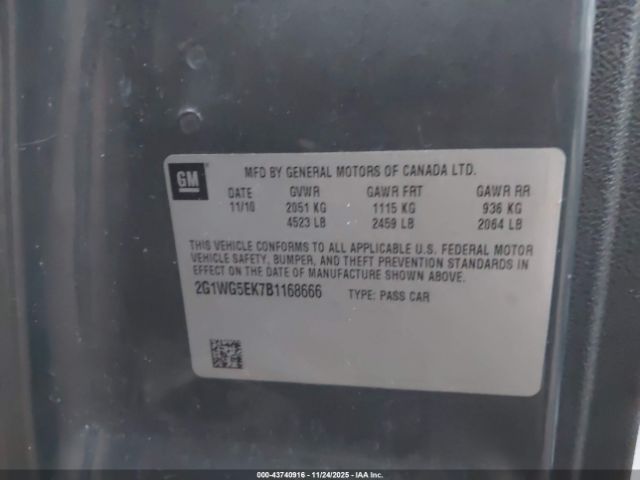 GM
MFD BY GENERAL MOTORS OF CANADA LTD.
DATE GVWR GAWR FRT GAWR RR
11/10 2051 KG 1115 KG 936 KG
4523 LB 2459 LB 2064 LB
THIS VEHICLE CONFORMS TO ALL APPLICABLE U.S. FEDERAL MOTOR
VEHICLE SAFETY, BUMPER, AND THEFT PREVENTION STANDARDS IN
EFFECT ON THE DATE OF MANUFACTURE SHOWN ABOVE.
2G1WG5EK7B1168666 TYPE: PASS CAR
000-43740916 - 11/24/2025 - IAA Inc.